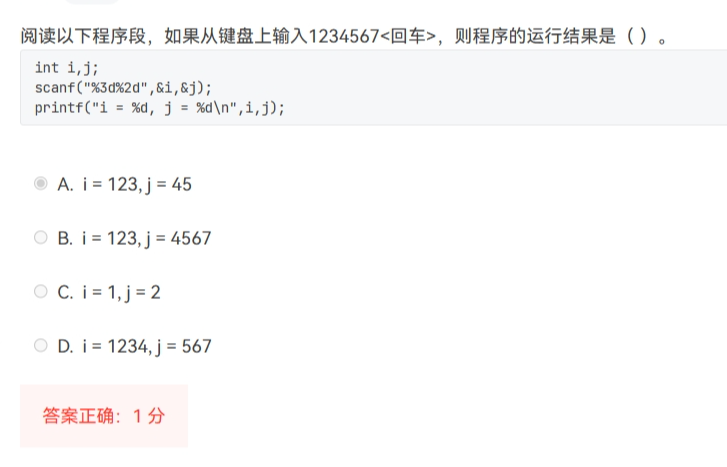 阅读以下程序段，如果从键盘上输入1234567<回车>，则程序的运行结果是（ ）。
int i,j;
scanf("%3d%2d",&i,&j);
printf("i = %d, j = %d\n",i,j);
A. i = 123, j = 45
B. i = 123, j = 4567
C. i = 1, j = 2
D. i = 1234, j = 567
答案正确：1 分